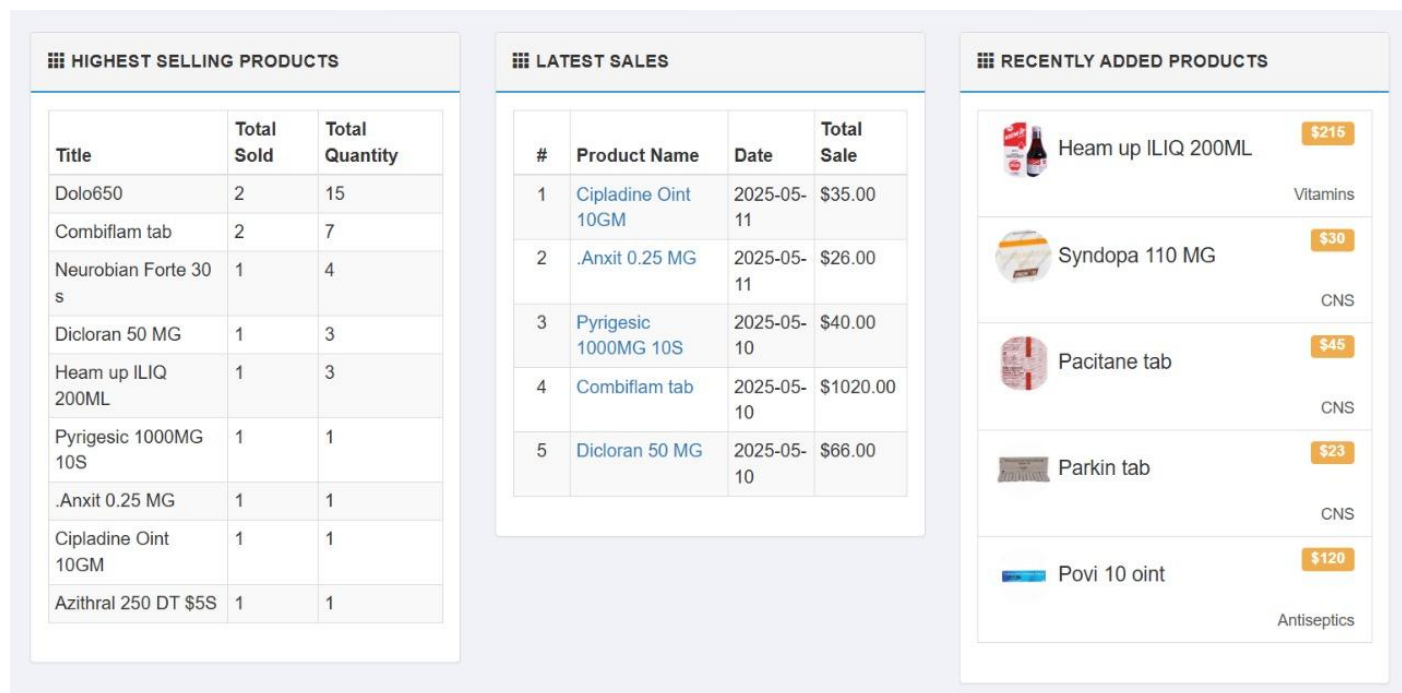 HIGHEST SELLING PRODUCTS
Title
Total Sold
Total Quantity
Dolo650 2 15
Combiflam tab 2 7
Neurobian Forte 30 1 4
s
Dicloran 50 MG 1 3
Heam up lLIQ 1 3
200ML
Pyrigesic 1000MG 1 1
10S
.Anxit 0.25 MG 1 1
Cipladine Oint 1 1
10GM
Azithral 250 DT $5S 1 1
LATEST SALES
# Product Name Date
Total Sale
1 Cipladine Oint 2025-05- $35.00
10GM 11
2 .Anxit 0.25 MG 2025-05- $26.00
11
3 Pyrigesic 2025-05- $40.00
1000MG 10S 10
4 Combiflam tab 2025-05- $1020.00
10
5 Dicloran 50 MG 2025-05- $66.00
10
RECENTLY ADDED PRODUCTS
Heam up lLIQ 200ML $215
Vitamins
Syndopa 110 MG $30
CNS
Pacitane tab $45
CNS
Parkin tab $23
CNS
Povi 10 oint $120
Antiseptics